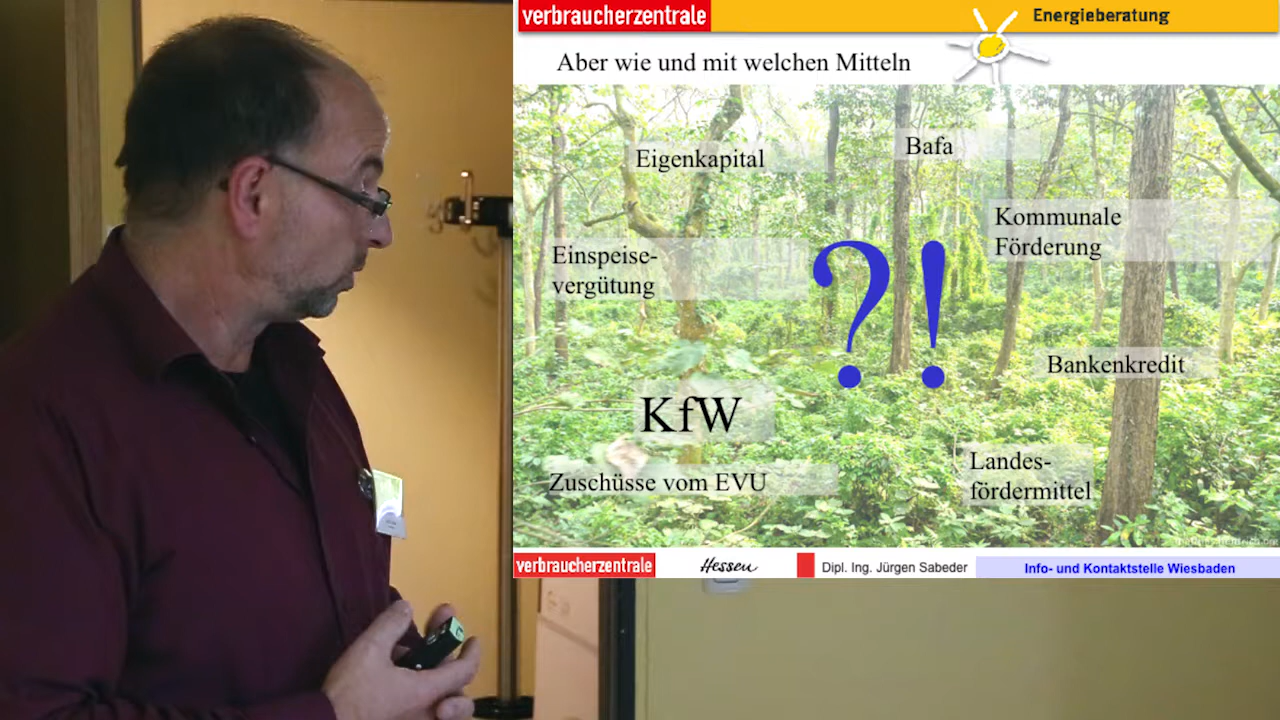 verbraucherzentrale
Energieberatung
Aber wie und mit welchen Mitteln
Eigenkapital
Bafa
Kommunale
Förderung
Einspeise-
vergütung
?!
Bankenkredit
KfW
Landes-
fördermittel
Zuschüsse vom EVU
verbraucherzentrale
Hessen
Dipl. Ing. Jürgen Sabeder
Info- und Kontaktstelle Wiesbaden